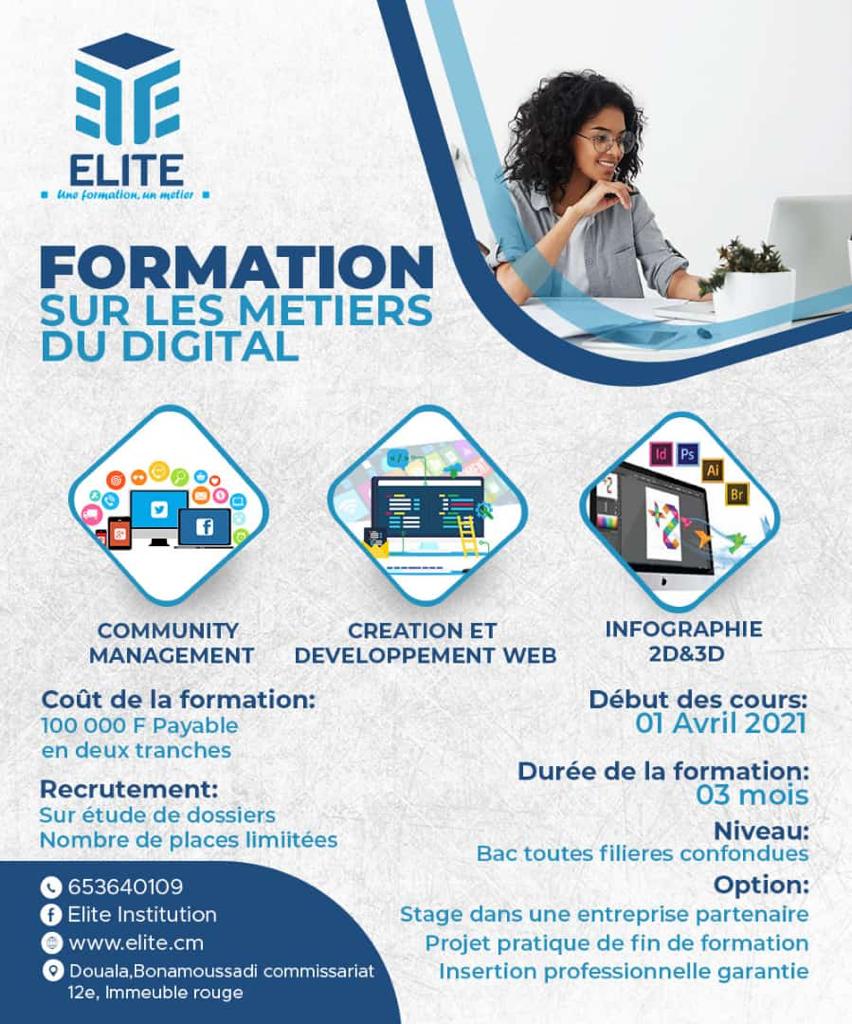 ELITE
Une formation, un metier
FORMATION
SUR LES METIERS
DU DIGITAL
Id Ps
Ai
Br
COMMUNITY
MANAGEMENT
CREATION ET
DEVELOPPEMENT WEB
INFOGRAPHIE
2D&3D
Coût de la formation:
100 000 F Payable
en deux tranches
Recrutement:
Sur étude de dossiers
Nombre de places limiitées
Début des cours:
01 Avril 2021
Durée de la formation:
03 mois
Niveau:
Bac toutes filieres confondues
Option:
Stage dans une entreprise partenaire
Projet pratique de fin de formation
Insertion professionnelle garantie
653640109
Elite Institution
www.elite.cm
Douala,Bonamoussadi commissariat
12e, Immeuble rouge